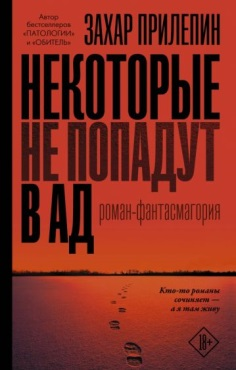 Автор
бестселлеров
«ПАТОЛОГИИ»
и «ОБИТЕЛЬ»
ЗАХАР ПРИЛЕПИН
НЕКОТОРЫЕ
НЕ ПОПАДУТ
В АД
роман-фантасмагория
Кто-то романы
сочиняет —
а я там живу
18+